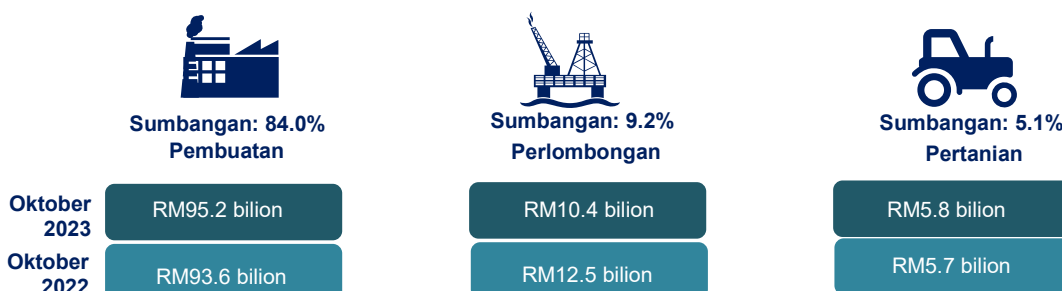 Sumbangan: 84.0%
Pembuatan
Sumbangan: 9.2%
Perlombongan
Sumbangan: 5.1%
Pertanian
Oktober
2023
RM95.2 bilion
RM10.4 bilion
RM5.8 bilion
Oktober
2022
RM93.6 bilion
RM12.5 bilion
RM5.7 bilion